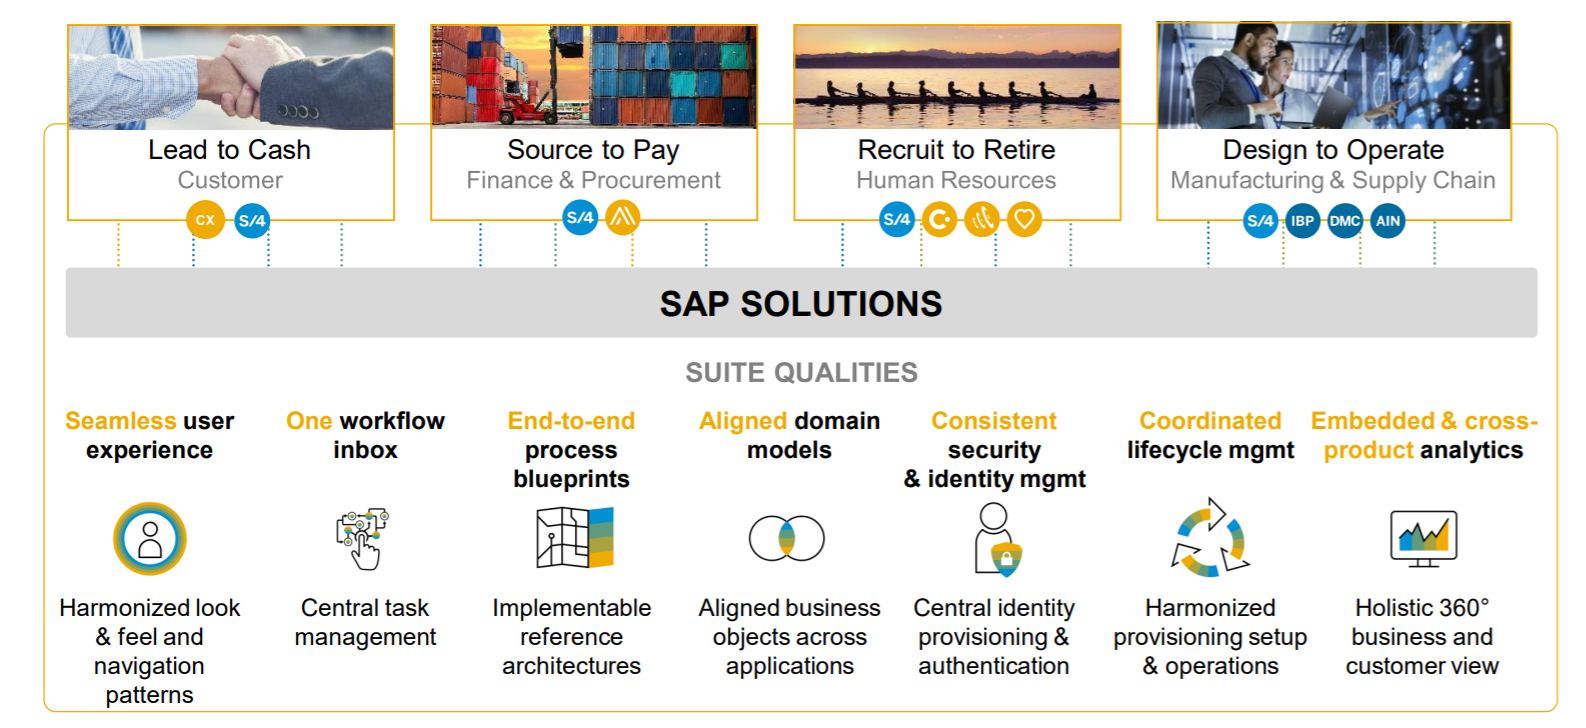 Lead to Cash
Customer
CX
S/4
Source to Pay
Finance & Procurement
S/4
Recruit to Retire
Human Resources
S/4
Design to Operate
Manufacturing & Supply Chain
S/4
IBP
DMC
AIN
SAP SOLUTIONS
SUITE QUALITIES
Seamless user
experience
Harmonized look
& feel and
navigation
patterns
One workflow
inbox
Central task
management
End-to-end
process
blueprints
Implementable
reference
architectures
Aligned domain
models
Aligned business
objects across
applications
Consistent
security
& identity mgmt
Central identity
provisioning &
authentication
Coordinated
lifecycle mgmt
Harmonized
provisioning setup
& operations
Embedded & cross-
product analytics
Holistic 360°
business and
customer view